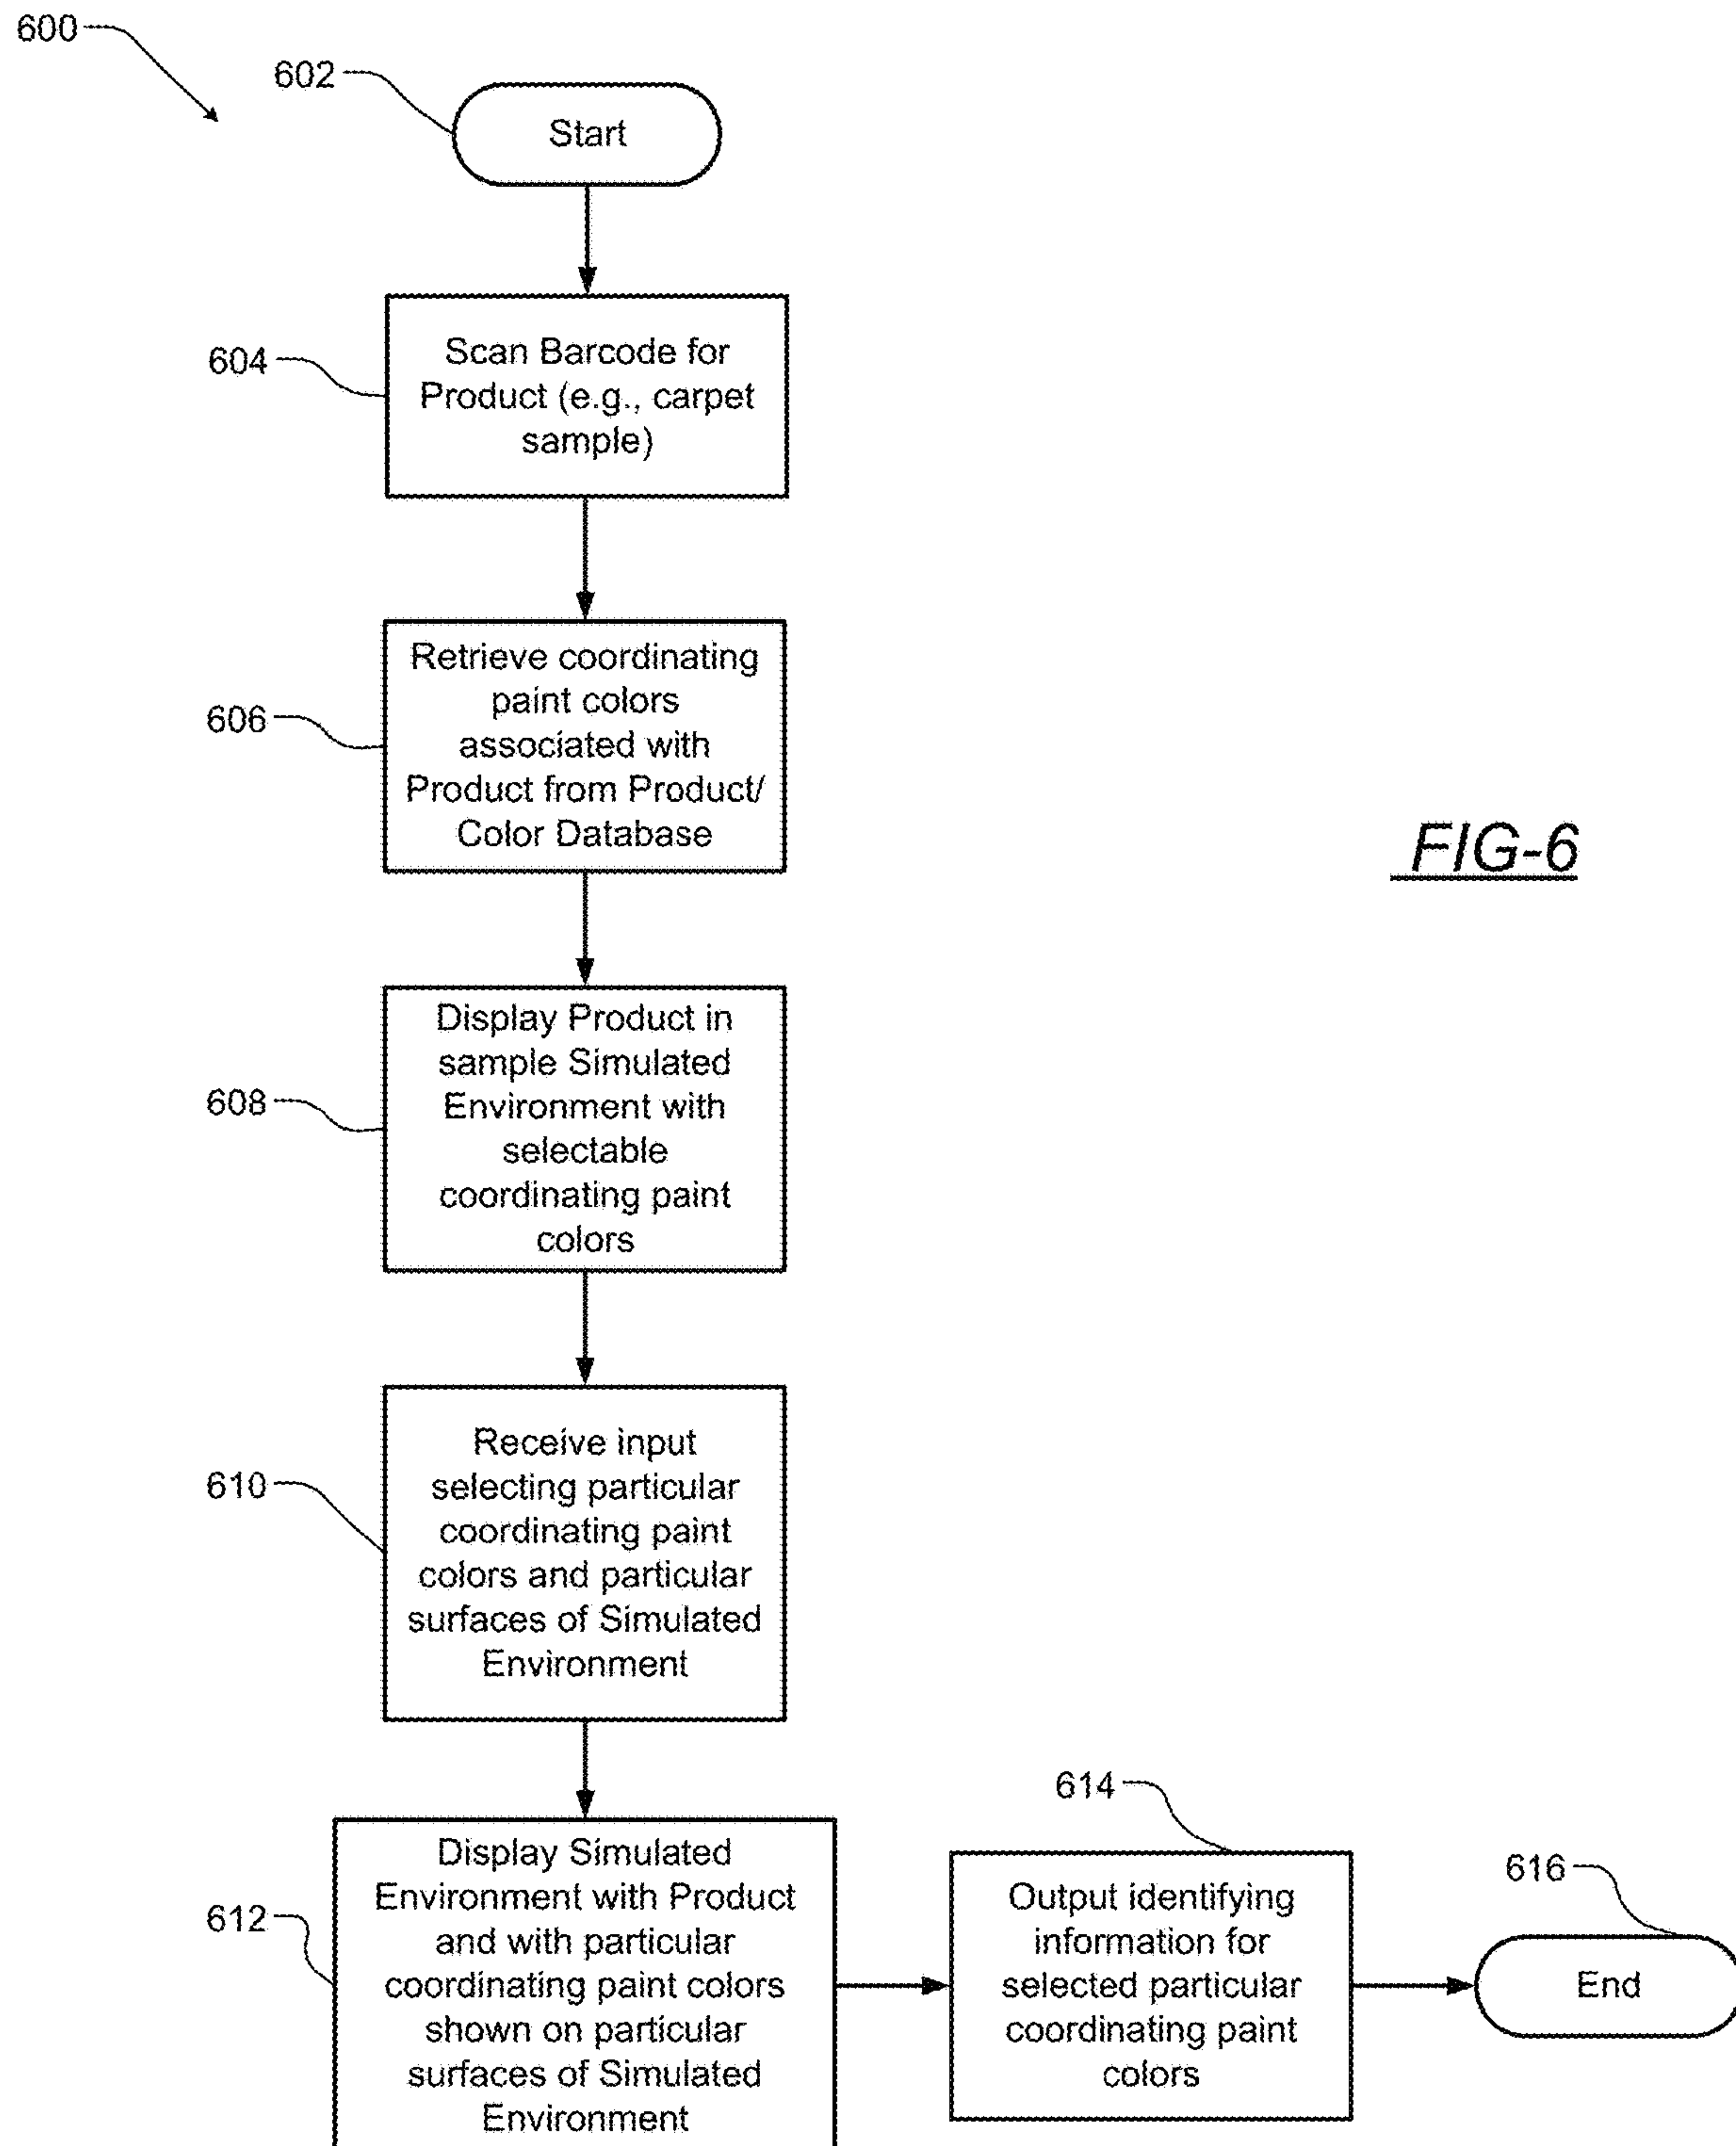 600
602
Start
604
Scan Barcode for
Product (e.g., carpet
sample)
606
Retrieve coordinating
paint colors
associated with
Product from Product/
Color Database
FIG-6
608
Display Product in
sample Simulated
Environment with
selectable
coordinating paint
colors
610
Receive input
selecting particular
coordinating paint
colors and particular
surfaces of Simulated
Environment
612
Display Simulated
Environment with Product
and with particular
coordinating paint colors
shown on particular
surfaces of Simulated
Environment
614
Output identifying
information for
selected particular
coordinating paint
colors
616
End